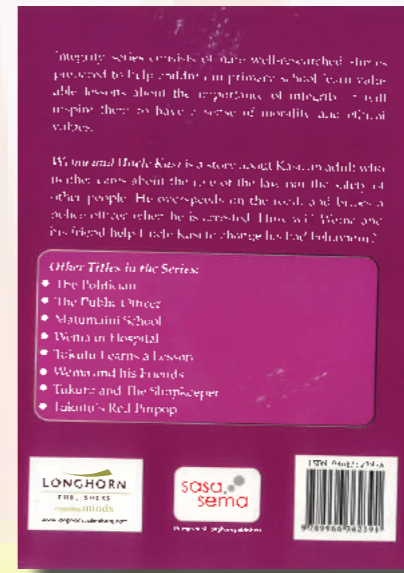 Integrity series consists of nine well-researched stories
prepared to help children in primary school learn valu-
able lessons about the importance of integrity. It will
inspire them to have a sense of morality and ethical
values.
Wema and Uncle Kasi is a story about Kasi, an adult who
neither cares about the rule of the law nor the safety of
other people. He overspeeds on the road, and bribes a
police officer when he is arrested. How will Wema and
his friend help Uncle Kasi to change his bad behaviour?
Other Titles in the Series:
The Politician
The Public Officer
Matumaini School
Wema in Hospital
Tukutu Learns a Lesson
Wema and his Friends
Tukutu and The Shopkeeper
Tukutu's Red Pinpop
LONGHORN
PUBLISHERS
minds
sasa
sema
ISBN